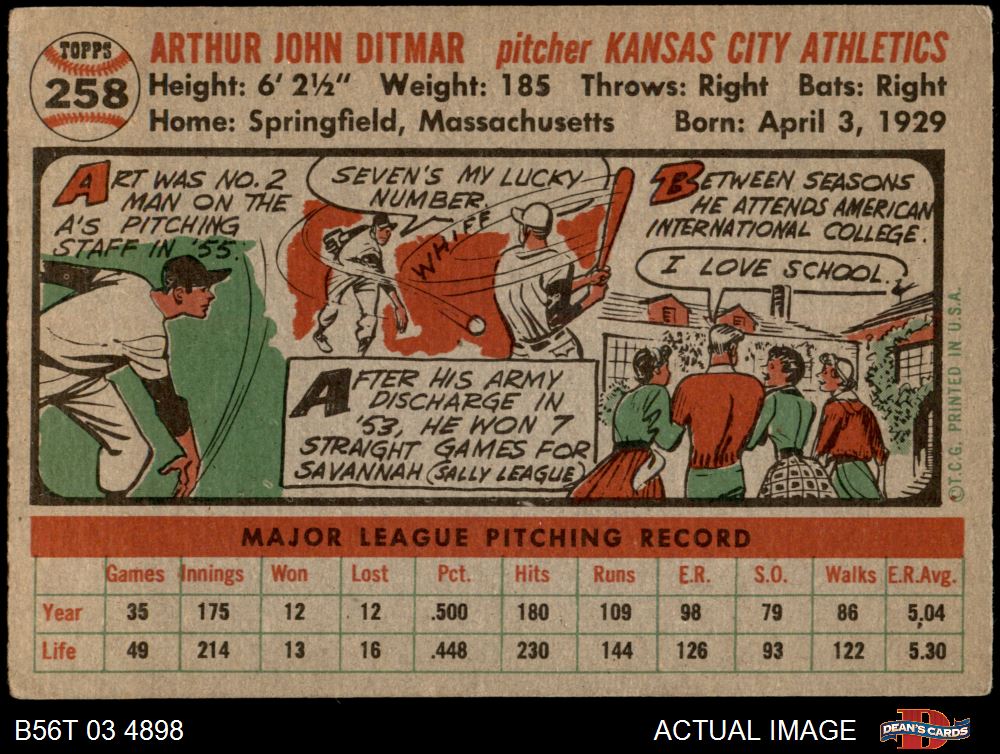 TOPPS
258
ARTHUR JOHN DITMAR pitcher KANSAS CITY ATHLETICS
Height: 6' 2½" Weight: 185 Throws: Right Bats: Right
Home: Springfield, Massachusetts Born: April 3, 1929
ART WAS NO. 2
MAN ON THE
A'S PITCHING
STAFF IN '55.
SEVEN'S MY LUCKY
NUMBER.
WHIFF
AFTER HIS ARMY
DISCHARGE IN
'53, HE WON 7
STRAIGHT GAMES FOR
SAVANNAH (SALLY LEAGUE)
BETWEEN SEASONS
HE ATTENDS AMERICAN
INTERNATIONAL COLLEGE.
I LOVE SCHOOL.
©T.C.G. PRINTED IN U.S.A.
MAJOR LEAGUE PITCHING RECORD
Games Innings Won Lost Pct. Hits Runs E.R. S.O. Walks E.R.Avg.
Year 35 175 12 12 .500 180 109 98 79 86 5.04
Life 49 214 13 16 .448 230 144 126 93 122 5.30
B56T 03 4898 ACTUAL IMAGE DEAN'S CARDS